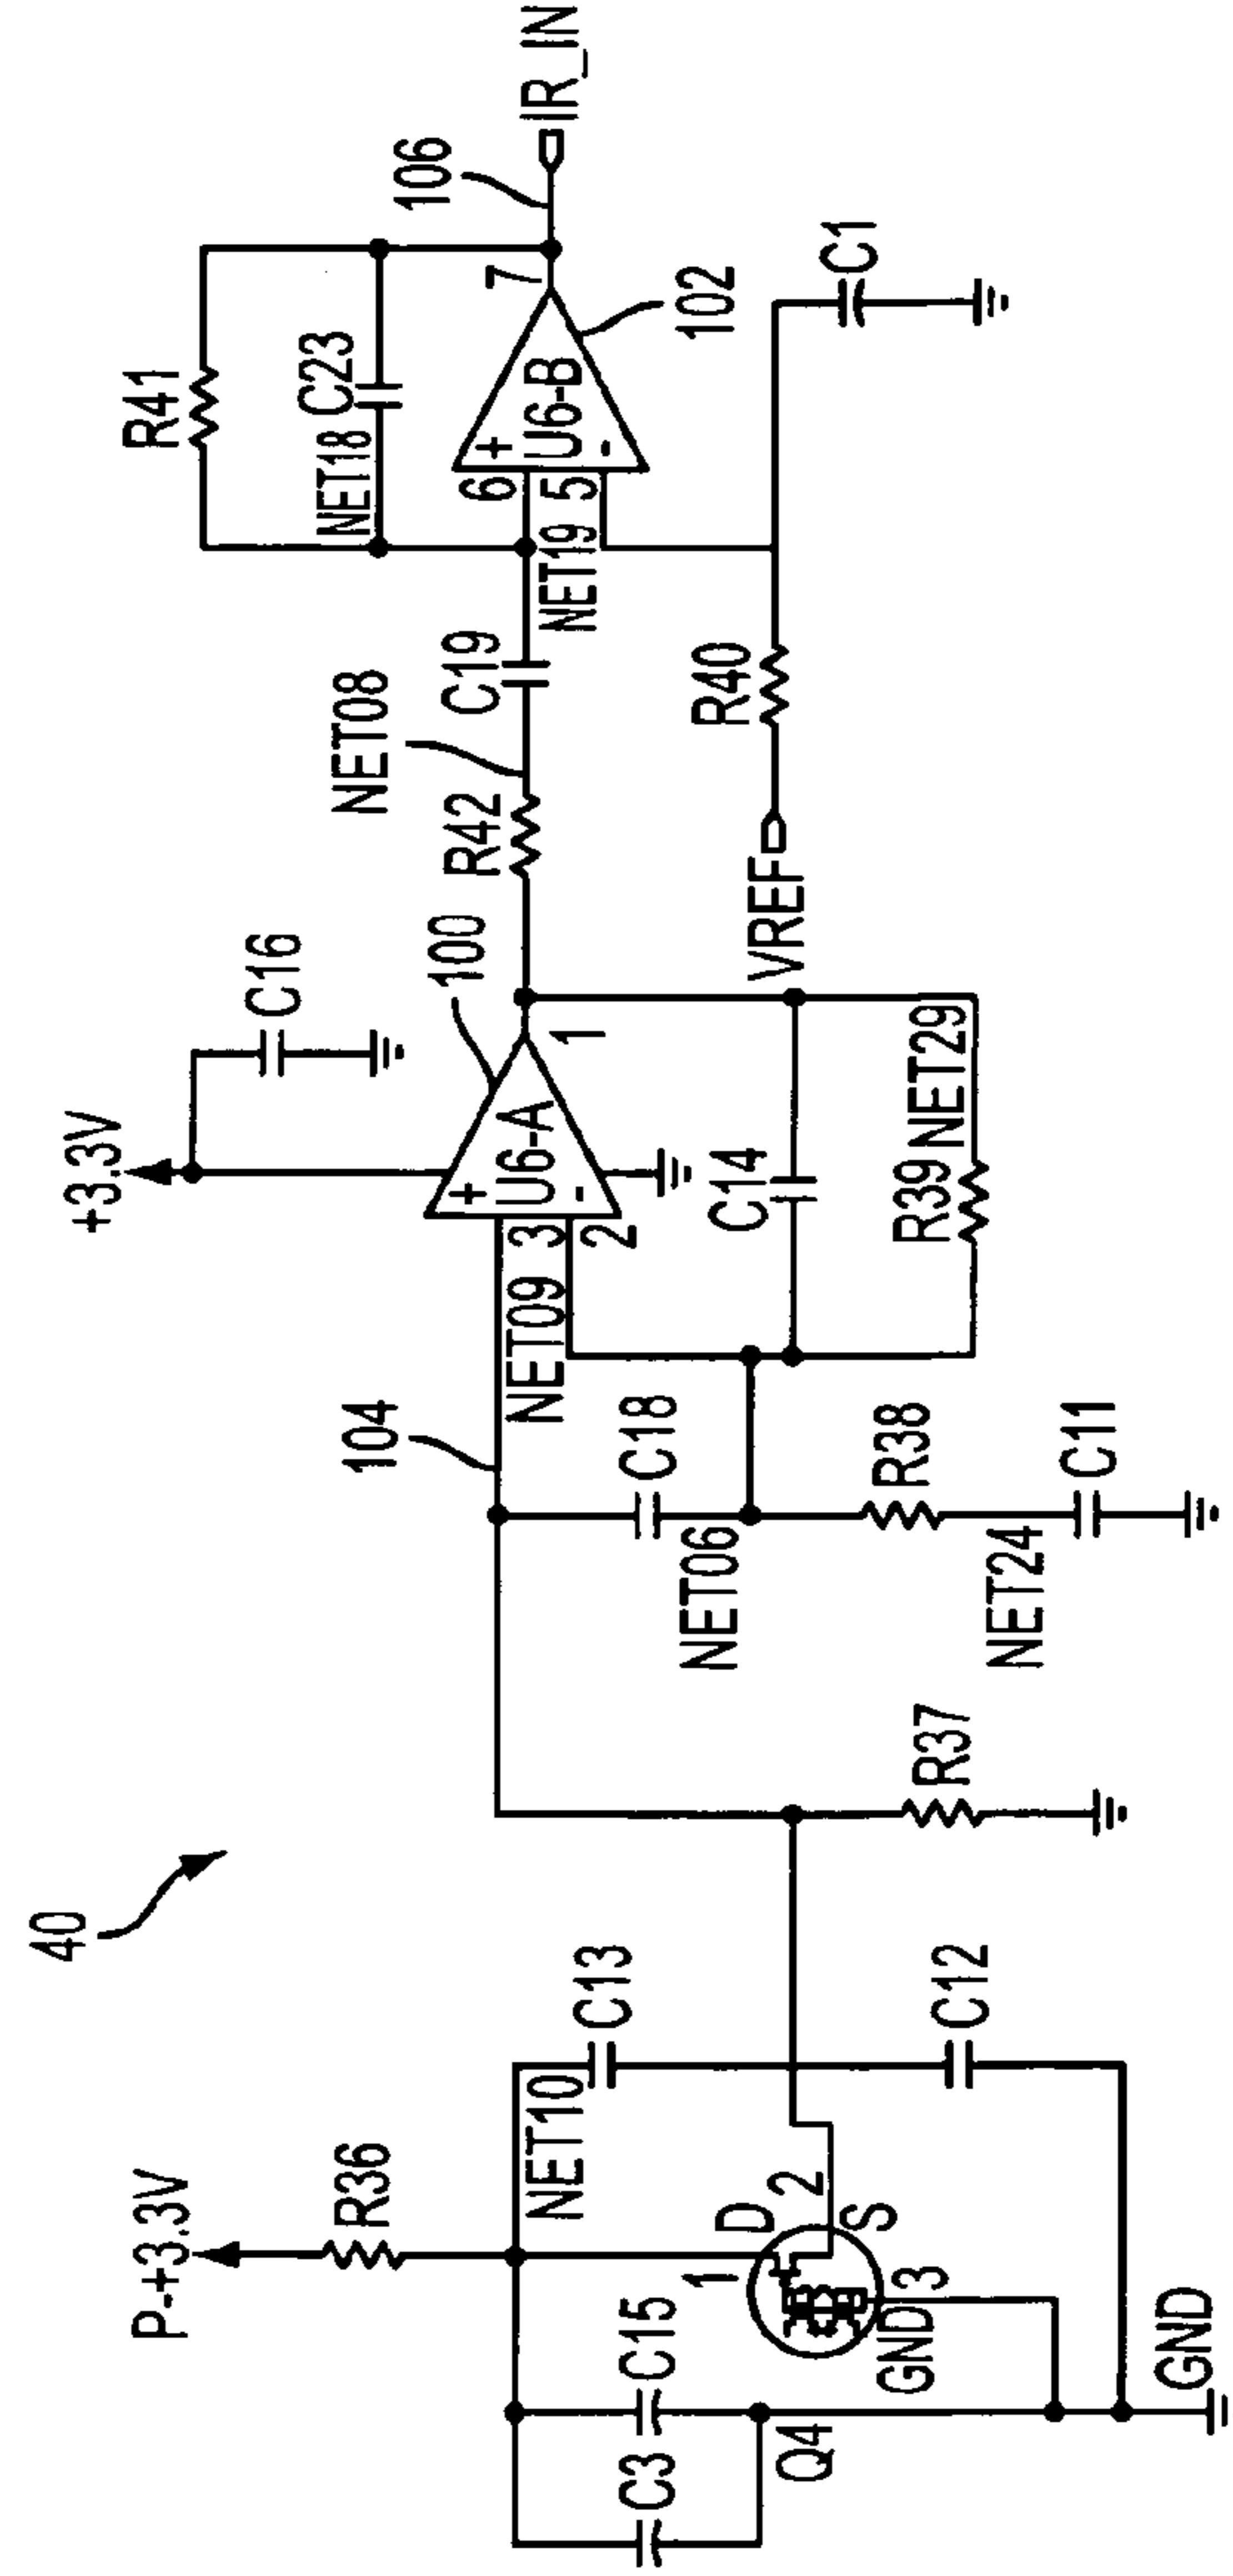 40
P-+3.3V
R36
NET10
C13
C3
C15
1
D
2
S
3
GND
Q4
C12
GND
R37
104
NET09
C18
NET06
R38
NET24
C11
+3.3V
C16
100
+
U6-A
-
3
2
1
C14
R39
NET29
R42
NET08
C19
NET19
VREF
R40
R41
C23
NET18
6
5
+
U6-B
-
7
102
106
IR_IN
C1